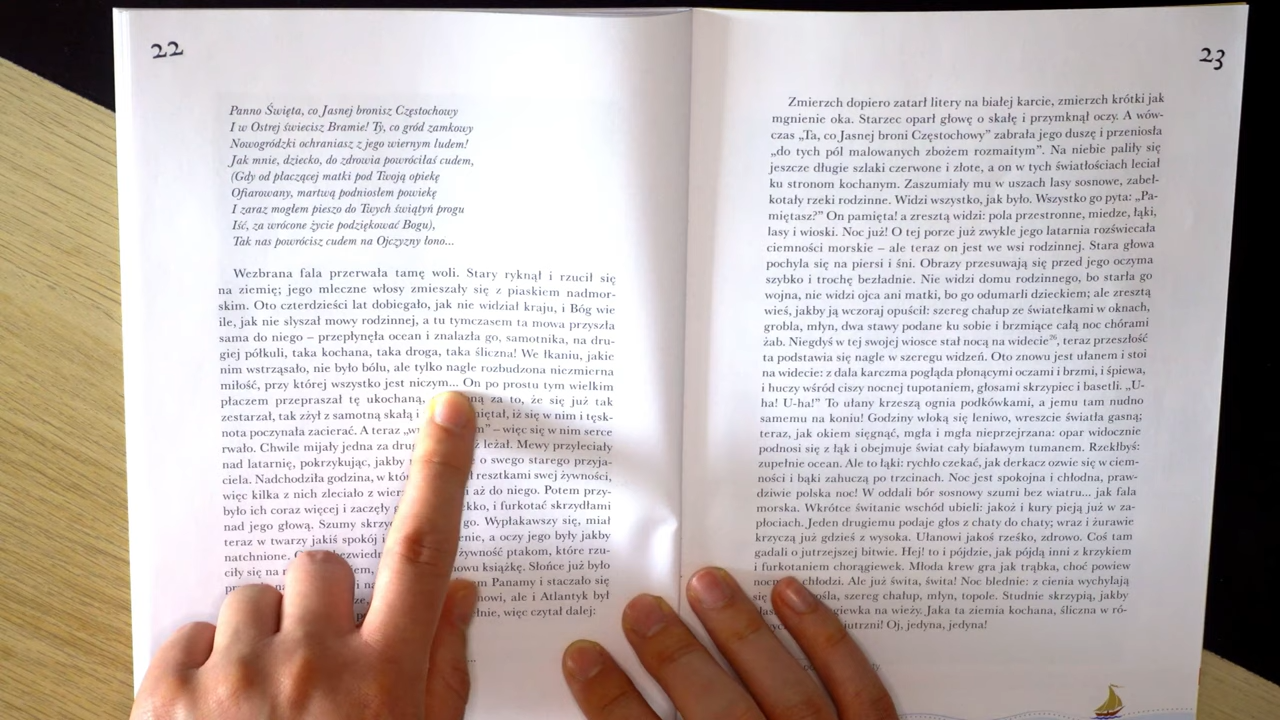 22
Panno Święta, co Jasnej bronisz Częstochowy
I w Ostrej świecisz Bramie! Ty, co gród zamkowy
Nowogródzki ochraniasz z jego wiernym ludem!
Jak mnie, dziecko, do zdrowia powróciłaś cudem,
(Gdy od płaczącej matki pod Twoją opiekę
Ofiarowany, martwą podniosłem powiekę
I zaraz mogłem pieszo do Twych świątyń progu
Iść, za wrócone życie podziękować Bogu),
Tak nas powrócisz cudem na Ojczyzny łono...
Wezbrana fala przerwała tamę woli. Stary ryknął i rzucił się
na ziemię; jego mleczne włosy zmieszały się z piaskiem nadmor-
skim. Oto czterdzieści lat dobiegało, jak nie widział kraju, i Bóg wie
ile, jak nie słyszał mowy rodzinnej, a tu tymczasem ta mowa przyszła
sama do niego – przepłynęła ocean i znalazła go, samotnika, na dru-
giej półkuli, taka kochana, taka droga, taka śliczna! We łkaniu, jakie
nim wstrząsało, nie było bólu, ale tylko nagle rozbudzona niezmierna
miłość, przy której wszystko jest niczym... On po prostu tym wielkim
płaczem przepraszał tę ukochaną, za to, że się już tak
zestarzał, tak zżył z samotną skałą i iż się w nim i tęsk-
nota poczynała zacierać. A teraz – więc się w nim serce
rwało. Chwile mijały jedna za leżał. Mewy przyleciały
nad latarnię, pokrzykując, jakby o swego starego przyja-
ciela. Nadchodziła godzina, w resztkami swej żywności,
więc kilka z nich zleciało z aż do niego. Potem przy-
było ich coraz więcej i zaczęły i furkotać skrzydłami
nad jego głową. Szumy go. Wypłakawszy się, miał
teraz w twarzy jakiś spokój i a oczy jego były jakby
natchnione. żywność ptakom, które rzu-
ciły się na książkę. Słońce już było
Panamy i staczało się
ale i Atlantyk był
więc czytał dalej:
23
Zmierzch dopiero zatarł litery na białej karcie, zmierzch krótki jak
mgnienie oka. Starzec oparł głowę o skałę i przymknął oczy. A wów-
czas „Ta, co Jasnej broni Częstochowy” zabrała jego duszę i przeniosła
„do tych pól malowanych zbożem rozmaitym”. Na niebie paliły się
jeszcze długie szlaki czerwone i złote, a on w tych światłościach leciał
ku stronom kochanym. Zaszumiały mu w uszach lasy sosnowe, zabeł-
kotały rzeki rodzinne. Widzi wszystko, jak było. Wszystko go pyta: „Pa-
miętasz?” On pamięta! a zresztą widzi: pola przestronne, miedze, łąki,
lasy i wioski. Noc już! O tej porze już zwykle jego latarnia rozświecała
ciemności morskie – ale teraz on jest we wsi rodzinnej. Stara głowa
pochyla się na piersi i śni. Obrazy przesuwają się przed jego oczyma
szybko i trochę bezładnie. Nie widzi domu rodzinnego, bo starła go
wojna, nie widzi ojca ani matki, bo go odumarli dzieckiem; ale zresztą
wieś, jakby ją wczoraj opuścił: szereg chałup ze światełkami w oknach,
grobla, młyn, dwa stawy podane ku sobie i brzmiące całą noc chórami
żab. Niegdyś w tej swojej wiosce stał nocą na widecie²⁶, teraz przeszłość
ta podstawia się nagle w szeregu widzeń. Oto znowu jest ułanem i stoi
na widecie: z dala karczma pogląda płonącymi oczami i brzmi, i śpiewa,
i huczy wśród ciszy nocnej tupotaniem, głosami skrzypiec i basetli. „U-
ha! U-ha!” To ułany krzeszą ognia podkówkami, a jemu tam nudno
samemu na koniu! Godziny wloką się leniwo, wreszcie światła gasną;
teraz, jak okiem sięgnąć, mgła i mgła nieprzejrzana: opar widocznie
podnosi się z łąk i obejmuje świat cały białawym tumanem. Rzekłbyś:
zupełnie ocean. Ale to łąki: rychło czekać, jak derkacz ozwie się w ciem-
ności i bąki zahuczą po trzcinach. Noc jest spokojna i chłodna, praw-
dziwie polska noc! W oddali bór sosnowy szumi bez wiatru... jak fala
morska. Wkrótce świtanie wschód ubieli: jakoż i kury pieją już w za-
płociach. Jeden drugiemu podaje głos z chaty do chaty; wraz i żurawie
krzyczą już gdzieś z wysoka. Ułanowi jakoś rzeźko, zdrowo. Coś tam
gadali o jutrzejszej bitwie. Hej! to i pójdzie, jak pójdą inni z krzykiem
i furkotaniem chorągiewek. Młoda krew gra jak trąbka, choć powiew
chłodzi. Ale już świta, świta! Noc blednie: z cienia wychylają
się szereg chałup, młyn, topole. Studnie skrzypią, jakby
na wieży. Jaka ta ziemia kochana, śliczna w ró-
jutrzni! Oj, jedyna, jedyna!